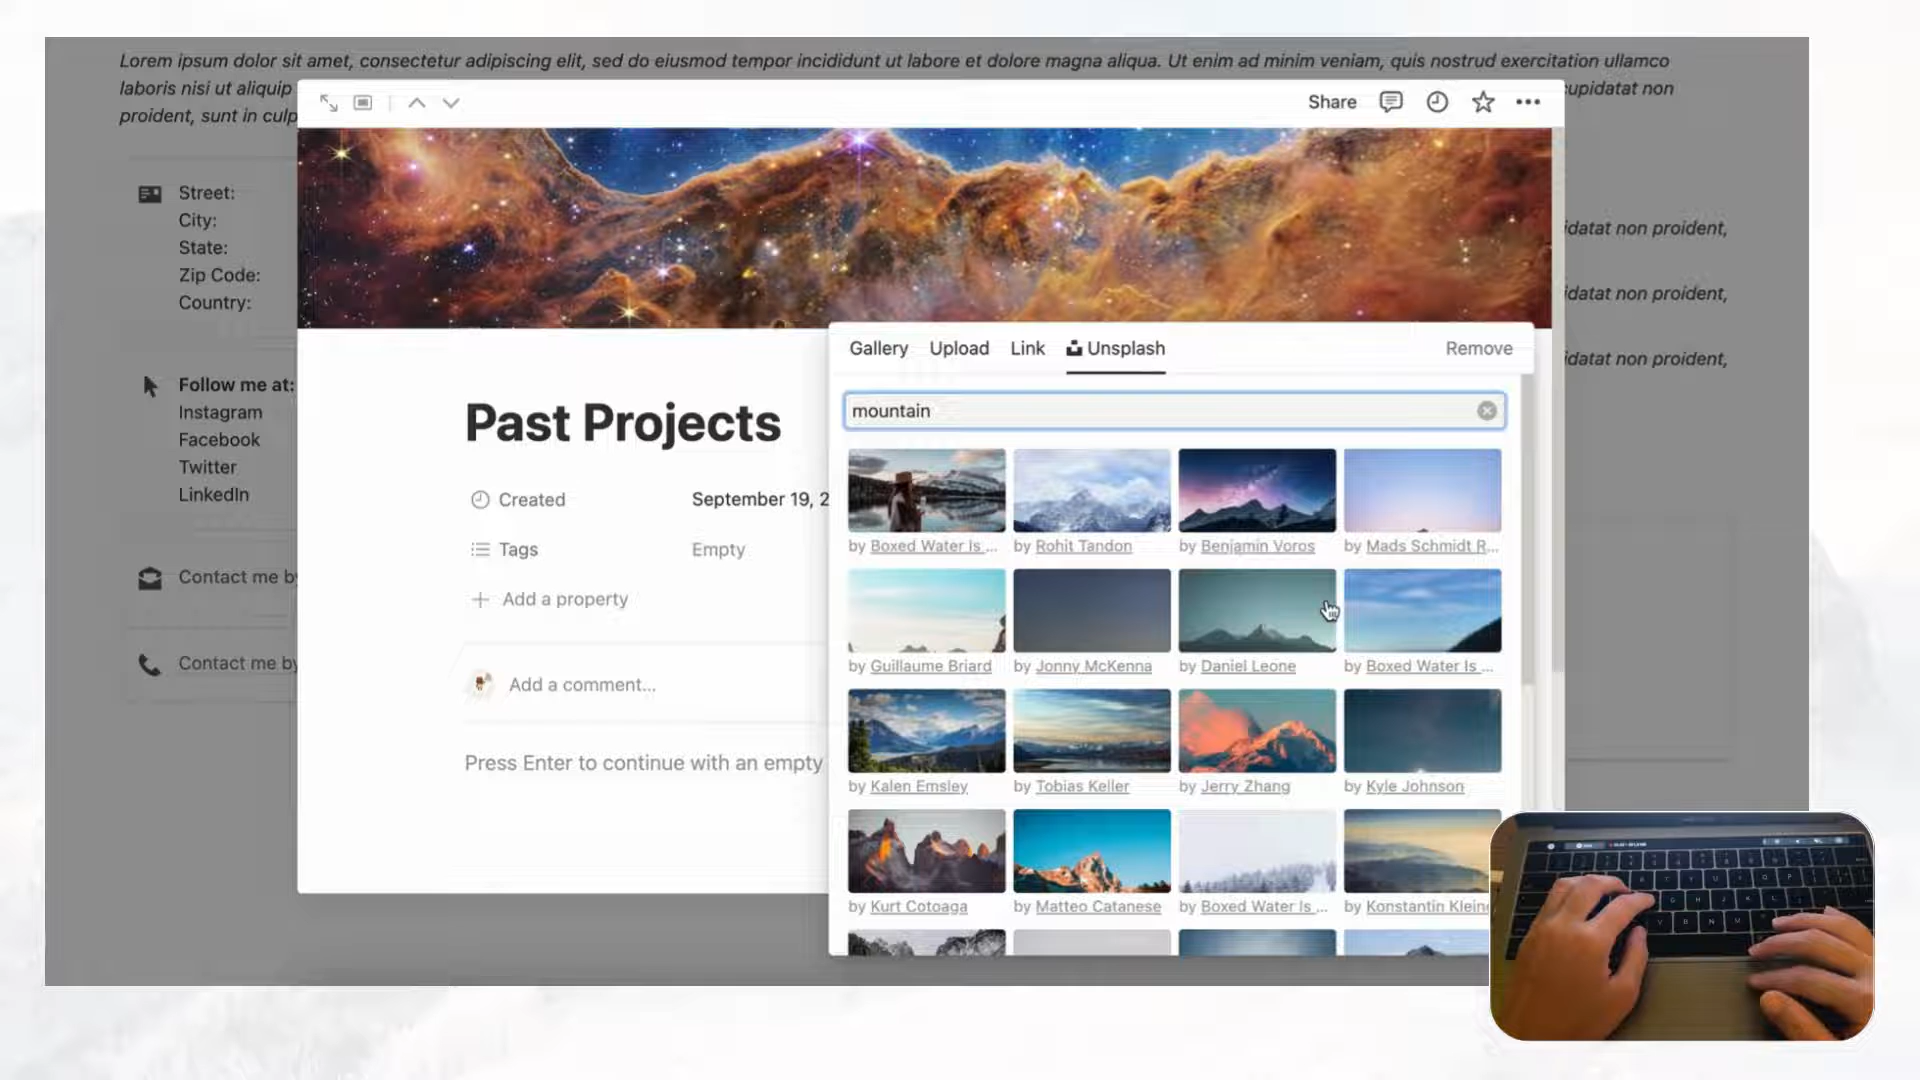 Lorem ipsum dolor sit amet, consectetur adipiscing elit, sed do eiusmod tempor incididunt ut labore et dolore magna aliqua. Ut enim ad minim veniam, quis nostrud exercitation ullamco
laboris nisi ut aliquip
cupidatat non
proident, sunt in culp
Share
Street:
City:
State:
Zip Code:
Country:
idatat non proident,
idatat non proident,
idatat non proident,
Follow me at:
Instagram
Facebook
Twitter
LinkedIn
Contact me by
Contact me by
Past Projects
Created September 19, 2
Tags Empty
Add a property
Add a comment...
Press Enter to continue with an empty
Gallery Upload Link Unsplash Remove
mountain
by Boxed Water Is ... by Rohit Tandon by Benjamin Voros by Mads Schmidt R...
by Guillaume Briard by Jonny McKenna by Daniel Leone by Boxed Water Is ...
by Kalen Emsley by Tobias Keller by Jerry Zhang by Kyle Johnson
by Kurt Cotoaga by Matteo Catanese by Boxed Water Is ... by Konstantin Kleine